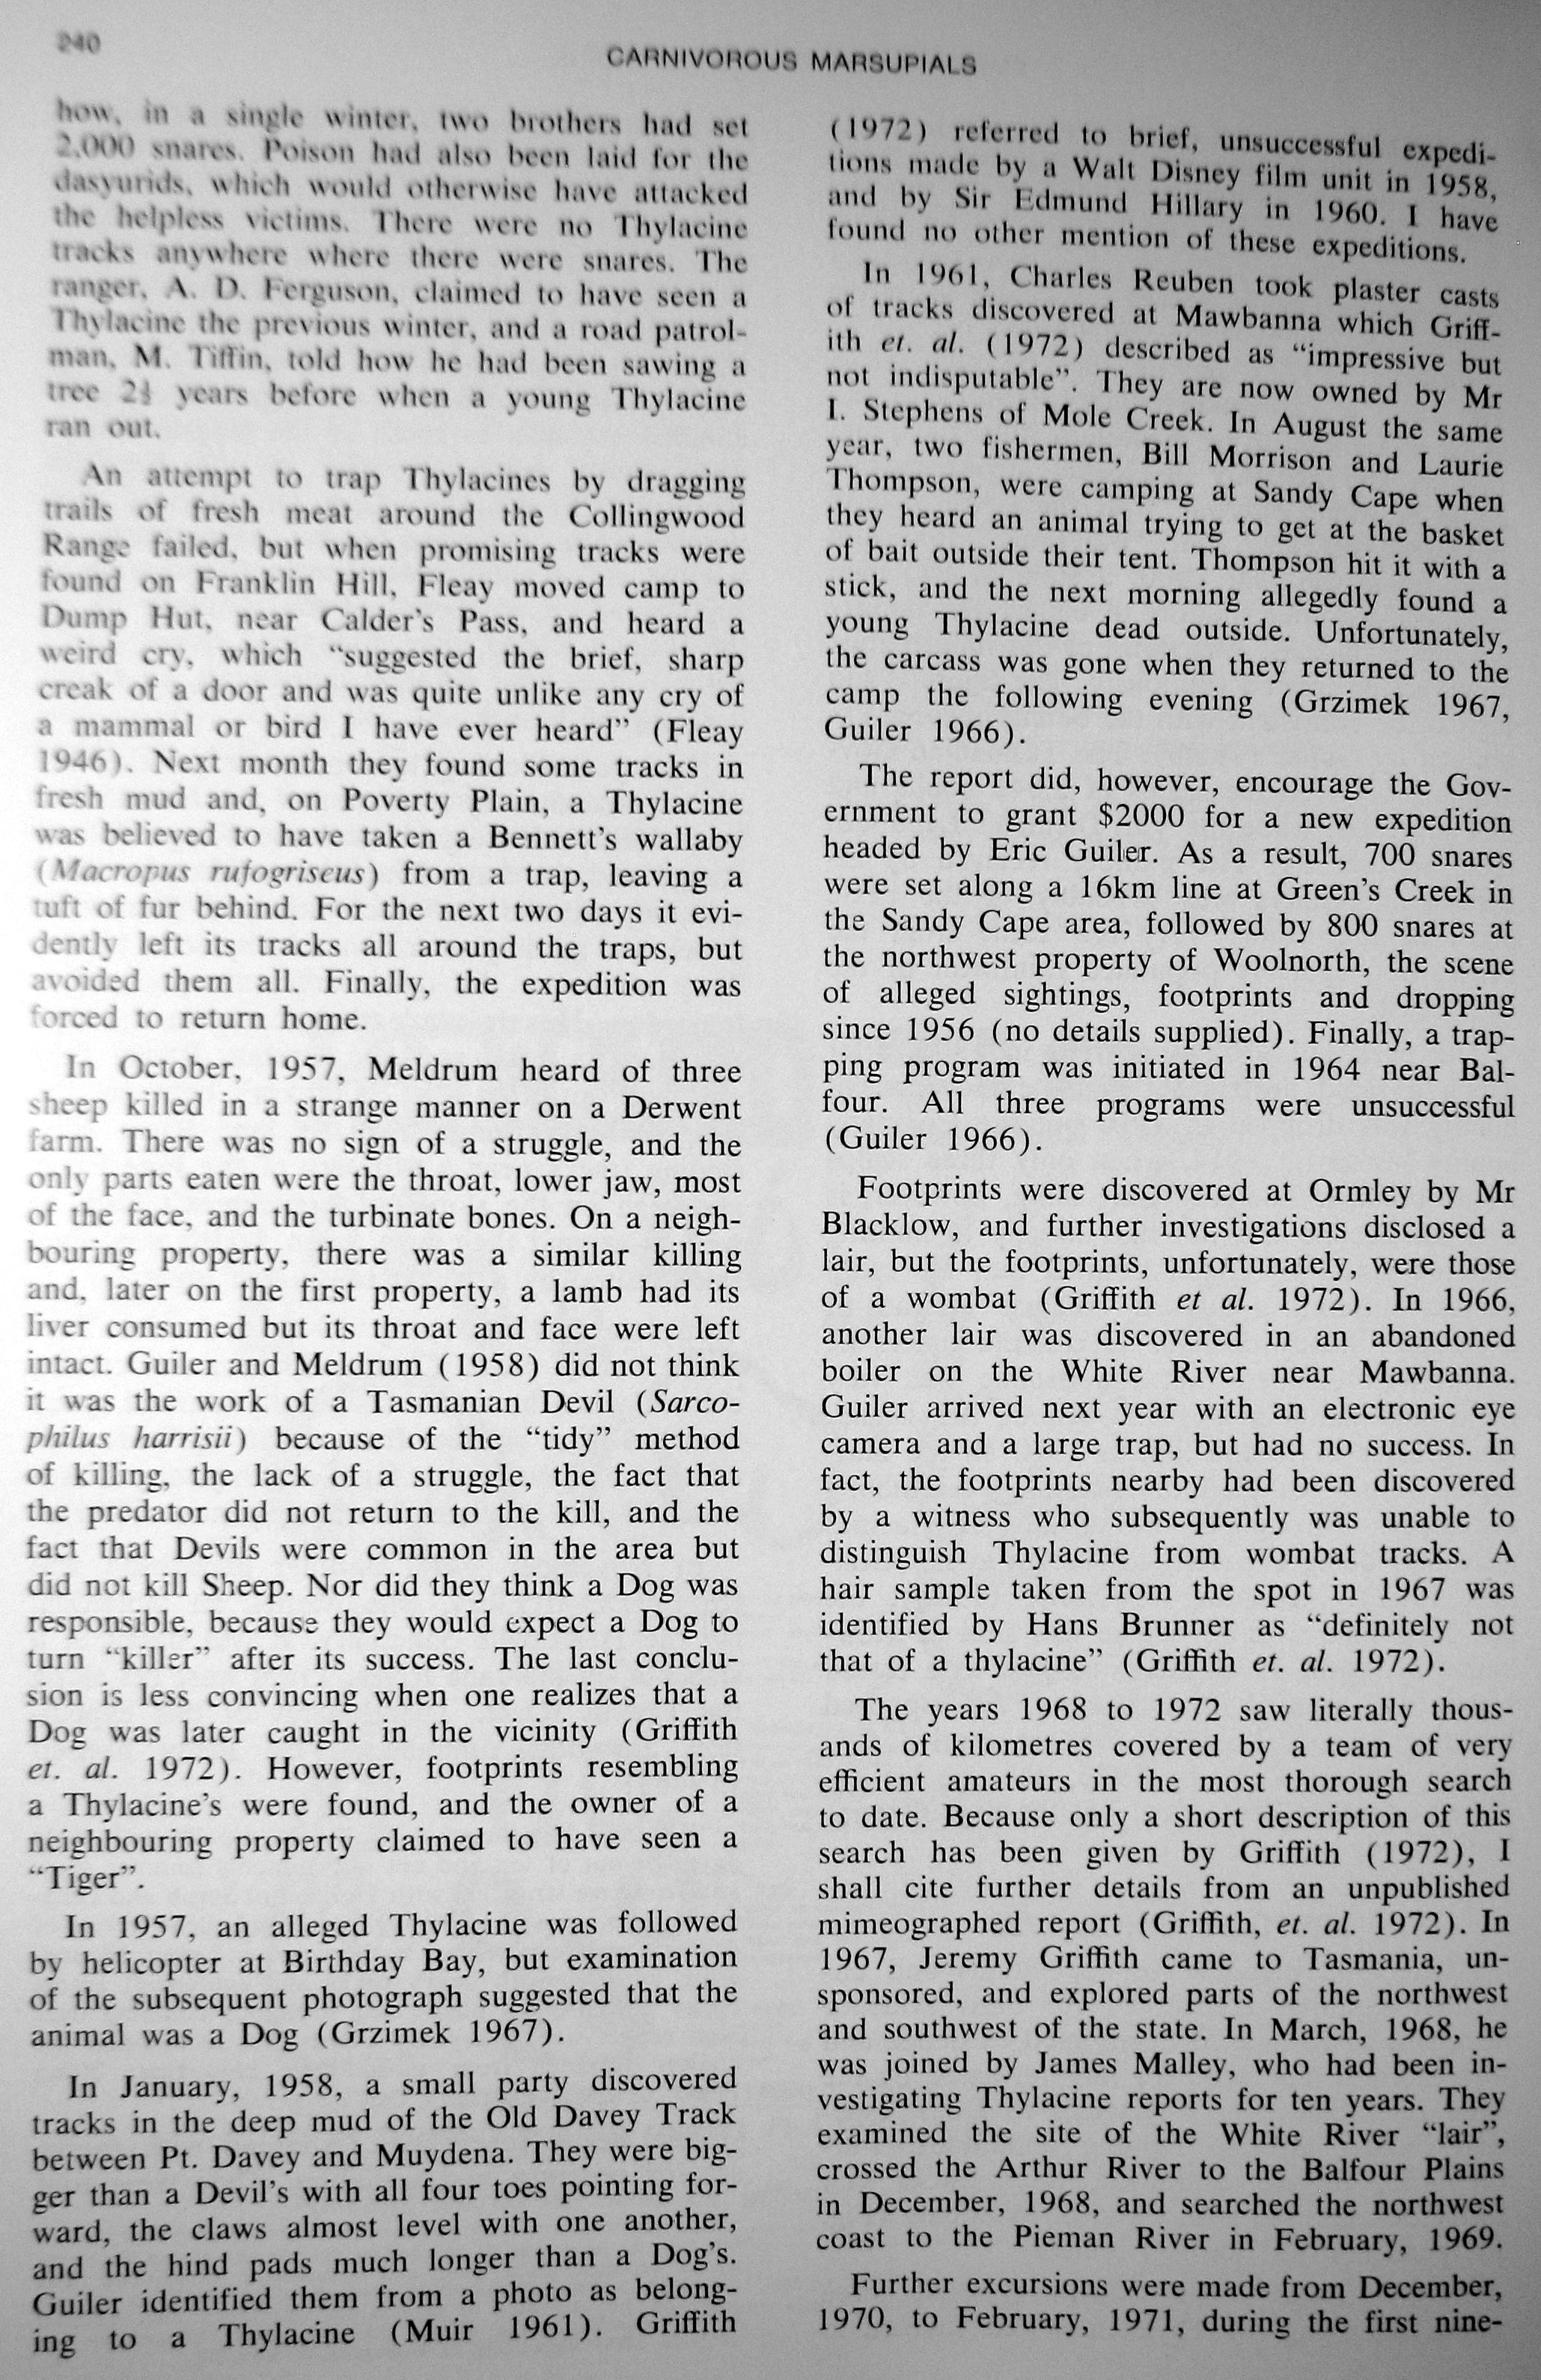 240
CARNIVOROUS MARSUPIALS
how, in a single winter, two brothers had set
2,000 snares. Poison had also been laid for the
dasyurids, which would otherwise have attacked
the helpless victims. There were no Thylacine
tracks anywhere where there were snares. The
ranger, A. D. Ferguson, claimed to have seen a
Thylacine the previous winter, and a road patrol-
man, M. Tiffin, told how he had been sawing a
tree 2½ years before when a young Thylacine
ran out.
An attempt to trap Thylacines by dragging
trails of fresh meat around the Collingwood
Range failed, but when promising tracks were
found on Franklin Hill, Fleay moved camp to
Dump Hut, near Calder's Pass, and heard a
weird cry, which “suggested the brief, sharp
creak of a door and was quite unlike any cry of
a mammal or bird I have ever heard” (Fleay
1946). Next month they found some tracks in
fresh mud and, on Poverty Plain, a Thylacine
was believed to have taken a Bennett's wallaby
(Macropus rufogriseus) from a trap, leaving a
tuft of fur behind. For the next two days it evi-
dently left its tracks all around the traps, but
avoided them all. Finally, the expedition was
forced to return home.
In October, 1957, Meldrum heard of three
sheep killed in a strange manner on a Derwent
farm. There was no sign of a struggle, and the
only parts eaten were the throat, lower jaw, most
of the face, and the turbinate bones. On a neigh-
bouring property, there was a similar killing
and, later on the first property, a lamb had its
liver consumed but its throat and face were left
intact. Guiler and Meldrum (1958) did not think
it was the work of a Tasmanian Devil (Sarco-
philus harrisii) because of the “tidy” method
of killing, the lack of a struggle, the fact that
the predator did not return to the kill, and the
fact that Devils were common in the area but
did not kill Sheep. Nor did they think a Dog was
responsible, because they would expect a Dog to
turn “killer” after its success. The last conclu-
sion is less convincing when one realizes that a
Dog was later caught in the vicinity (Griffith
et. al. 1972). However, footprints resembling
a Thylacine's were found, and the owner of a
neighbouring property claimed to have seen a
“Tiger”.
In 1957, an alleged Thylacine was followed
by helicopter at Birthday Bay, but examination
of the subsequent photograph suggested that the
animal was a Dog (Grzimek 1967).
In January, 1958, a small party discovered
tracks in the deep mud of the Old Davey Track
between Pt. Davey and Muydena. They were big-
ger than a Devil's with all four toes pointing for-
ward, the claws almost level with one another,
and the hind pads much longer than a Dog's.
Guiler identified them from a photo as belong-
ing to a Thylacine (Muir 1961). Griffith
(1972) referred to brief, unsuccessful expedi-
tions made by a Walt Disney film unit in 1958,
and by Sir Edmund Hillary in 1960. I have
found no other mention of these expeditions.
In 1961, Charles Reuben took plaster casts
of tracks discovered at Mawbanna which Griff-
ith et. al. (1972) described as “impressive but
not indisputable”. They are now owned by Mr
I. Stephens of Mole Creek. In August the same
year, two fishermen, Bill Morrison and Laurie
Thompson, were camping at Sandy Cape when
they heard an animal trying to get at the basket
of bait outside their tent. Thompson hit it with a
stick, and the next morning allegedly found a
young Thylacine dead outside. Unfortunately,
the carcass was gone when they returned to the
camp the following evening (Grzimek 1967,
Guiler 1966).
The report did, however, encourage the Gov-
ernment to grant $2000 for a new expedition
headed by Eric Guiler. As a result, 700 snares
were set along a 16km line at Green's Creek in
the Sandy Cape area, followed by 800 snares at
the northwest property of Woolnorth, the scene
of alleged sightings, footprints and dropping
since 1956 (no details supplied). Finally, a trap-
ping program was initiated in 1964 near Bal-
four. All three programs were unsuccessful
(Guiler 1966).
Footprints were discovered at Ormley by Mr
Blacklow, and further investigations disclosed a
lair, but the footprints, unfortunately, were those
of a wombat (Griffith et al. 1972). In 1966,
another lair was discovered in an abandoned
boiler on the White River near Mawbanna.
Guiler arrived next year with an electronic eye
camera and a large trap, but had no success. In
fact, the footprints nearby had been discovered
by a witness who subsequently was unable to
distinguish Thylacine from wombat tracks. A
hair sample taken from the spot in 1967 was
identified by Hans Brunner as “definitely not
that of a thylacine” (Griffith et. al. 1972).
The years 1968 to 1972 saw literally thous-
ands of kilometres covered by a team of very
efficient amateurs in the most thorough search
to date. Because only a short description of this
search has been given by Griffith (1972), I
shall cite further details from an unpublished
mimeographed report (Griffith, et. al. 1972). In
1967, Jeremy Griffith came to Tasmania, un-
sponsored, and explored parts of the northwest
and southwest of the state. In March, 1968, he
was joined by James Malley, who had been in-
vestigating Thylacine reports for ten years. They
examined the site of the White River “lair”,
crossed the Arthur River to the Balfour Plains
in December, 1968, and searched the northwest
coast to the Pieman River in February, 1969.
Further excursions were made from December,
1970, to February, 1971, during the first nine-